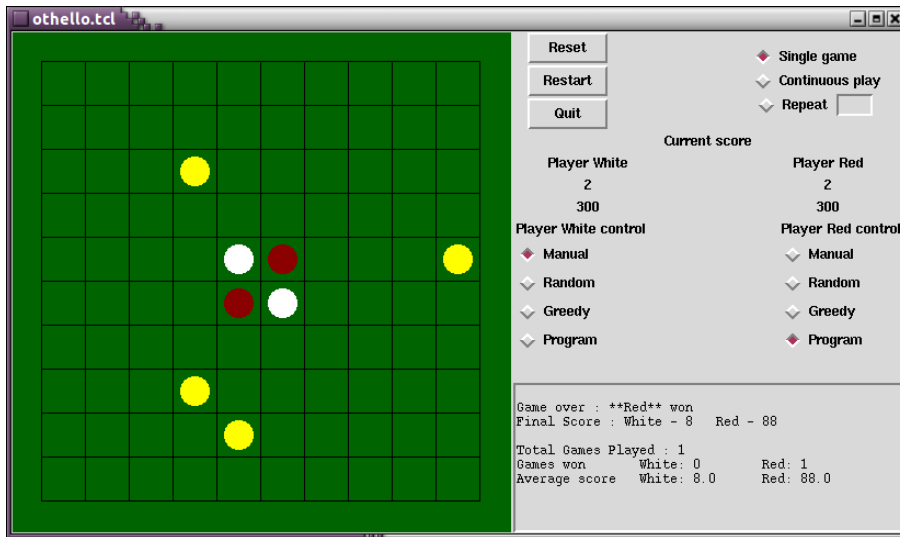 othello.tcl
Reset
Restart
Quit
Single game
Continuous play
Repeat
Current score
Player White Player Red
2 2
300 300
Player White control Player Red control
Manual Manual
Random Random
Greedy Greedy
Program Program
Game over : **Red** won
Final Score : White - 8 Red - 88
Total Games Played : 1
Games won White: 0 Red: 1
Average score White: 8.0 Red: 88.0